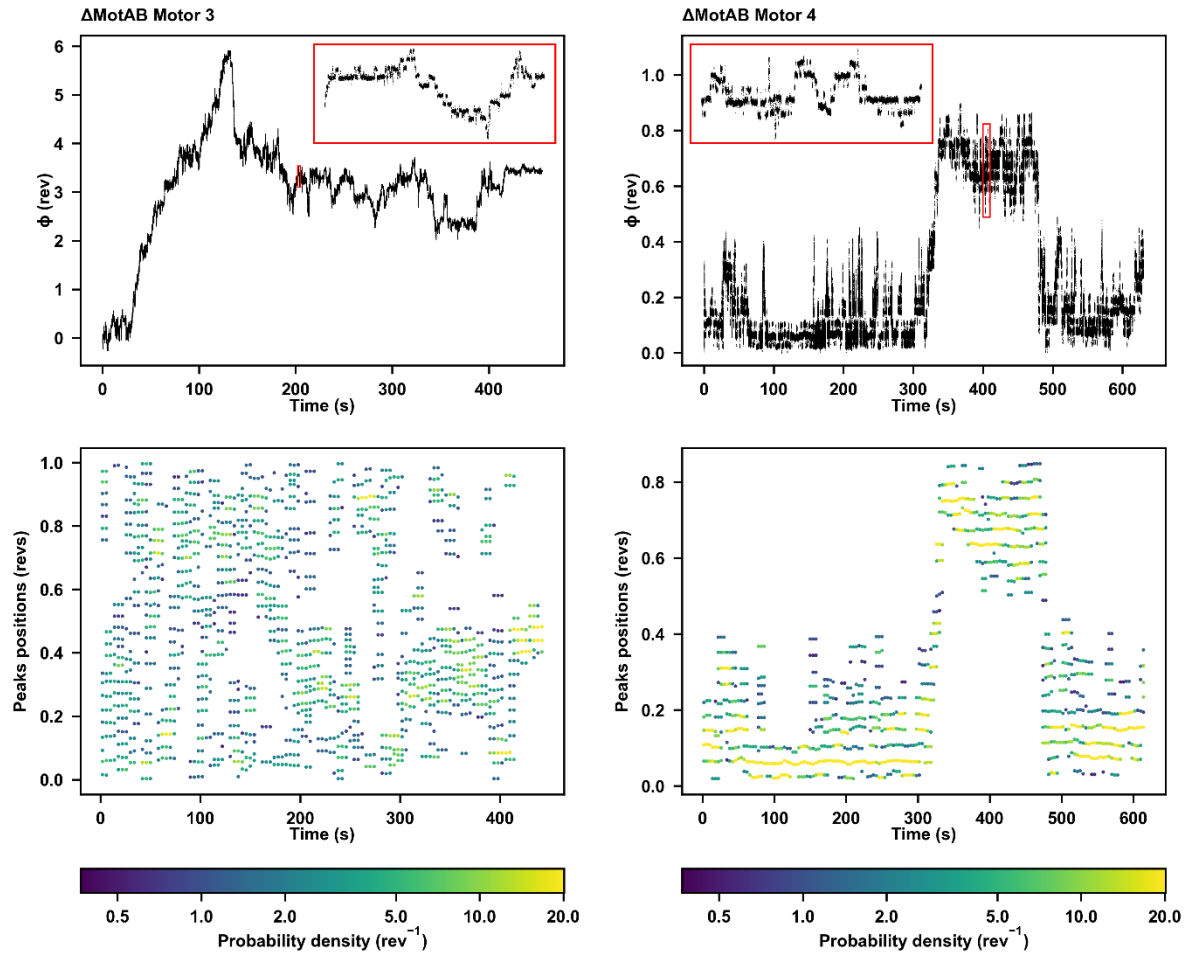 ΔMotAB Motor 3
6
5
4
3
2
1
0
ϕ (rev)
0 100 200 300 400
Time (s)
ΔMotAB Motor 4
1.0
0.8
0.6
0.4
0.2
0.0
ϕ (rev)
0 100 200 300 400 500 600
Time (s)
1.0
0.8
0.6
0.4
0.2
0.0
Peaks positions (revs)
0 100 200 300 400
Time (s)
0.8
0.6
0.4
0.2
0.0
Peaks positions (revs)
0 100 200 300 400 500 600
Time (s)
0.5 1.0 2.0 5.0 10.0 20.0
Probability density (rev⁻¹)
0.5 1.0 2.0 5.0 10.0 20.0
Probability density (rev⁻¹)